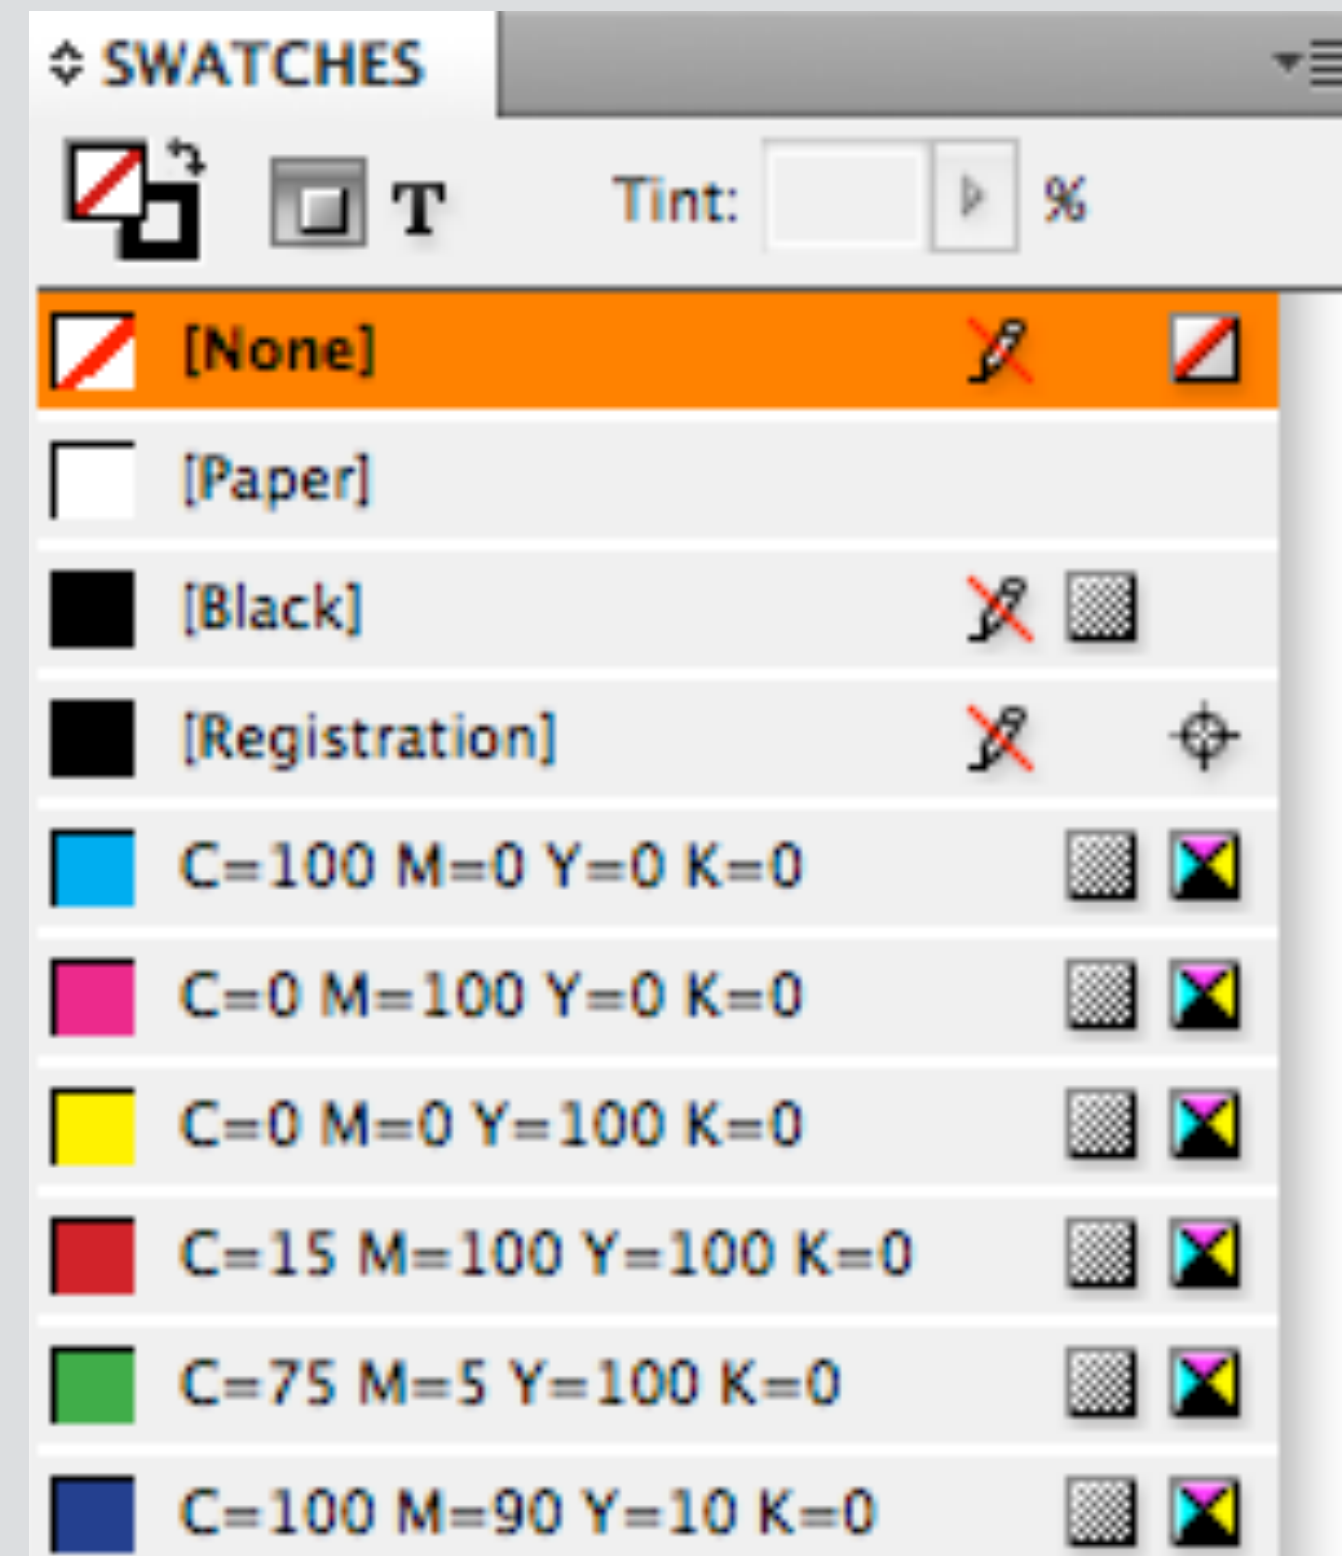 SWATCHES
T Tint: %
[None]
[Paper]
[Black]
[Registration]
C=100 M=0 Y=0 K=0
C=0 M=100 Y=0 K=0
C=0 M=0 Y=100 K=0
C=15 M=100 Y=100 K=0
C=75 M=5 Y=100 K=0
C=100 M=90 Y=10 K=0